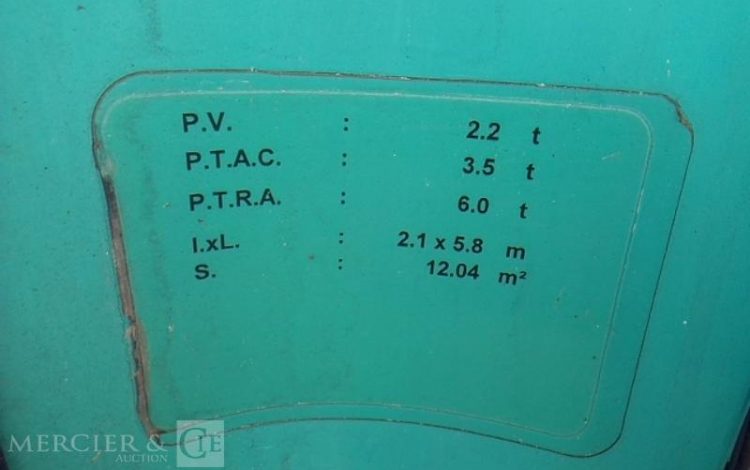 P.V. : 2.2 t
P.T.A.C. : 3.5 t
P.T.R.A. : 6.0 t
l.xL. : 2.1 x 5.8 m
S. : 12.04 m²
MERCIER & CIE
AUCTION